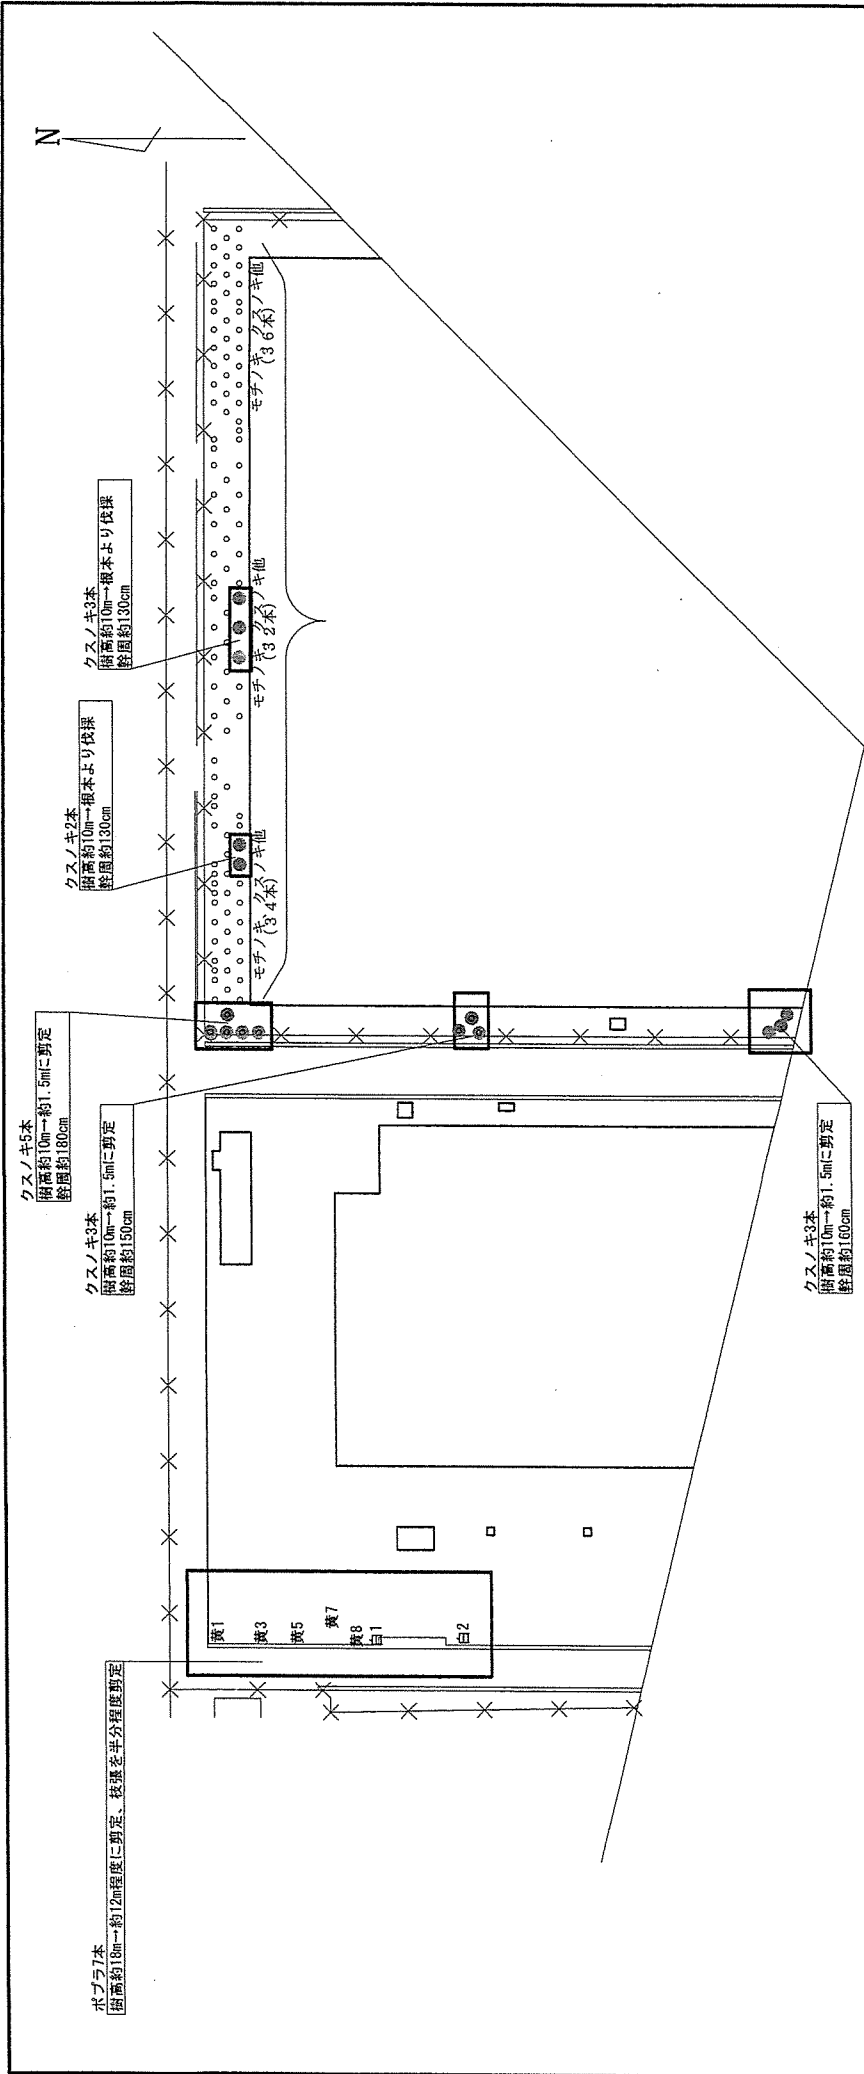 N
クスノキ3本
樹高約10m→根本より伐採
幹周約130cm
クスノキ2本
樹高約10m→根本より伐採
幹周約130cm
クスノキ5本
樹高約10m→約1.5mに剪定
幹周約180cm
クスノキ3本
樹高約10m→約1.5mに剪定
幹周約150cm
ポプラ7本
樹高約18m→約12m程度に剪定、枝張を半分程度剪定
モチノキ、クスノキ他
(36本)
モチノキ、クスノキ他
(32本)
モチノキ、クスノキ他
(34本)
黄1
黄3
黄5
黄7
黄8
白1
白2
クスノキ3本
樹高約10m→約1.5mに剪定
幹周約160cm